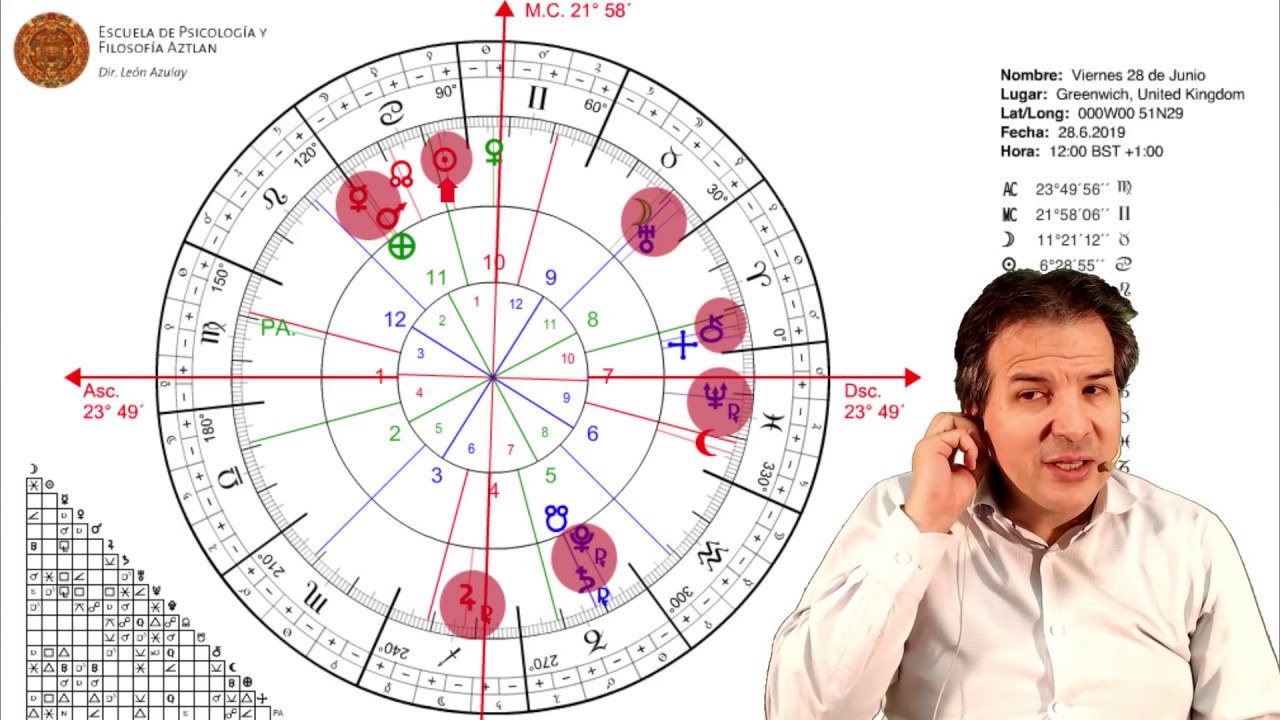 ESCUELA DE PSICOLOGÍA Y
FILOSOFÍA AZTLAN
Dir. León Azulay
M.C. 21° 58´
Nombre: Viernes 28 de Junio
Lugar: Greenwich, United Kingdom
Lat/Long: 000W00 51N29
Fecha: 28.6.2019
Hora: 12:00 BST +1:00
AC 23°49´56´´ ♍
MC 21°58´06´´ ♊
☽ 11°21´12´´ ♉
☉ 6°28´55´´ ♋
90°
60°
120°
30°
150°
0°
180°
330°
210°
300°
240°
270°
10
11
9
12
8
1
7
2
6
3
5
4
1
12
2
11
3
10
4
9
5
8
6
7
PA.
Asc.
23° 49´
Dsc.
23° 49´
PA